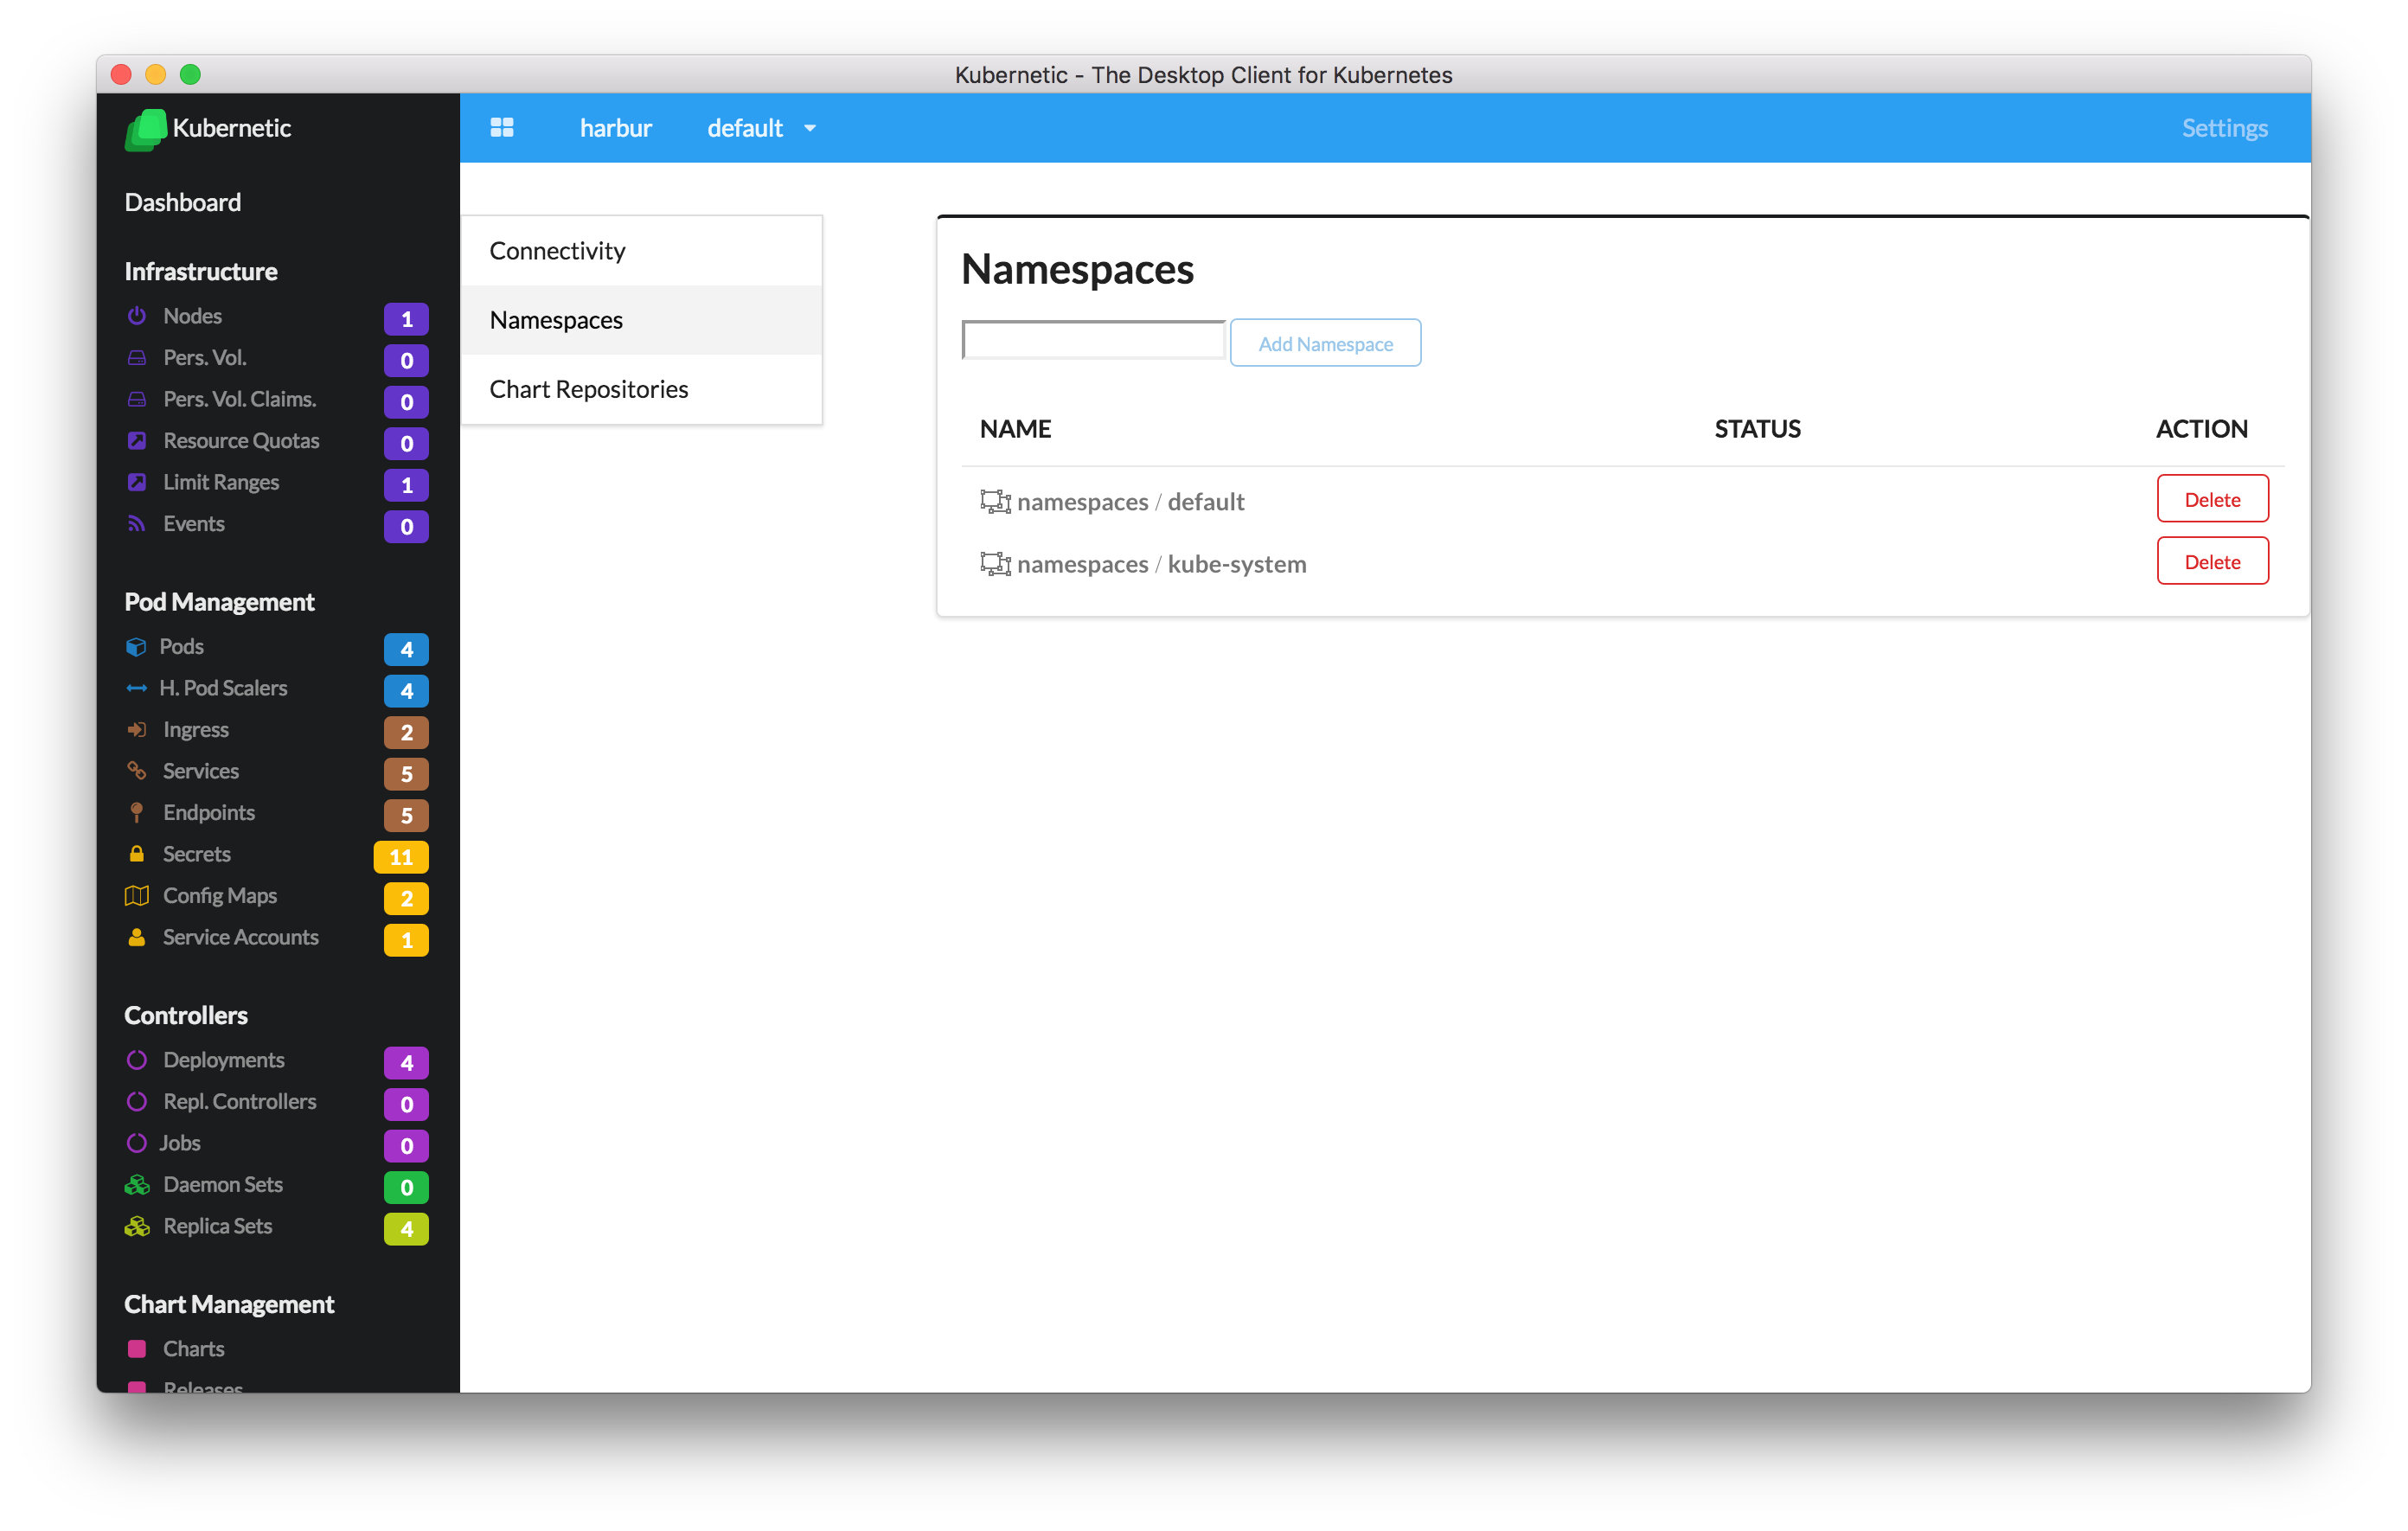 Kubernetic - The Desktop Client for Kubernetes
Kubernetic
harbur default Settings
Dashboard
Infrastructure
Nodes 1
Pers. Vol. 0
Pers. Vol. Claims. 0
Resource Quotas 0
Limit Ranges 1
Events 0
Pod Management
Pods 4
H. Pod Scalers 4
Ingress 2
Services 5
Endpoints 5
Secrets 11
Config Maps 2
Service Accounts 1
Controllers
Deployments 4
Repl. Controllers 0
Jobs 0
Daemon Sets 0
Replica Sets 4
Chart Management
Charts
Releases
Connectivity
Namespaces
Chart Repositories
Namespaces
Add Namespace
NAME STATUS ACTION
namespaces / default Delete
namespaces / kube-system Delete